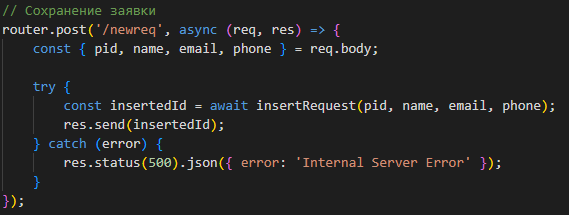 // Сохранение заявки
router.post('/newreq', async (req, res) => {
    const { pid, name, email, phone } = req.body;

    try {
        const insertedId = await insertRequest(pid, name, email, phone);
        res.send(insertedId);
    } catch (error) {
        res.status(500).json({ error: 'Internal Server Error' });
    }
});